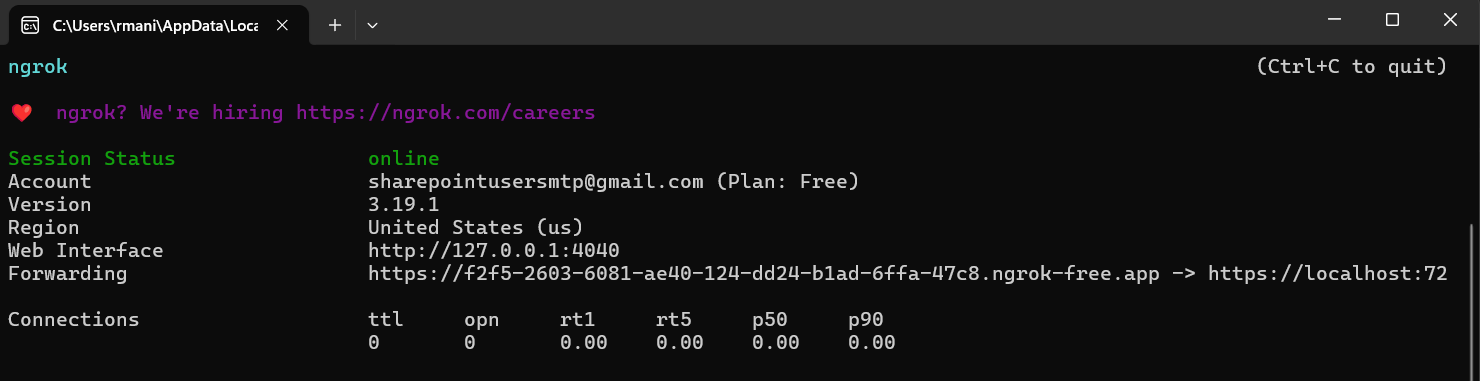 C:\Users\rmani\AppData\Loca
ngrok (Ctrl+C to quit)
❤️ ngrok? We're hiring https://ngrok.com/careers
Session Status online
Account sharepointusersmtp@gmail.com (Plan: Free)
Version 3.19.1
Region United States (us)
Web Interface http://127.0.0.1:4040
Forwarding https://f2f5-2603-6081-ae40-124-dd24-b1ad-6ffa-47c8.ngrok-free.app -> https://localhost:72
Connections ttl opn rt1 rt5 p50 p90
0 0 0.00 0.00 0.00 0.00